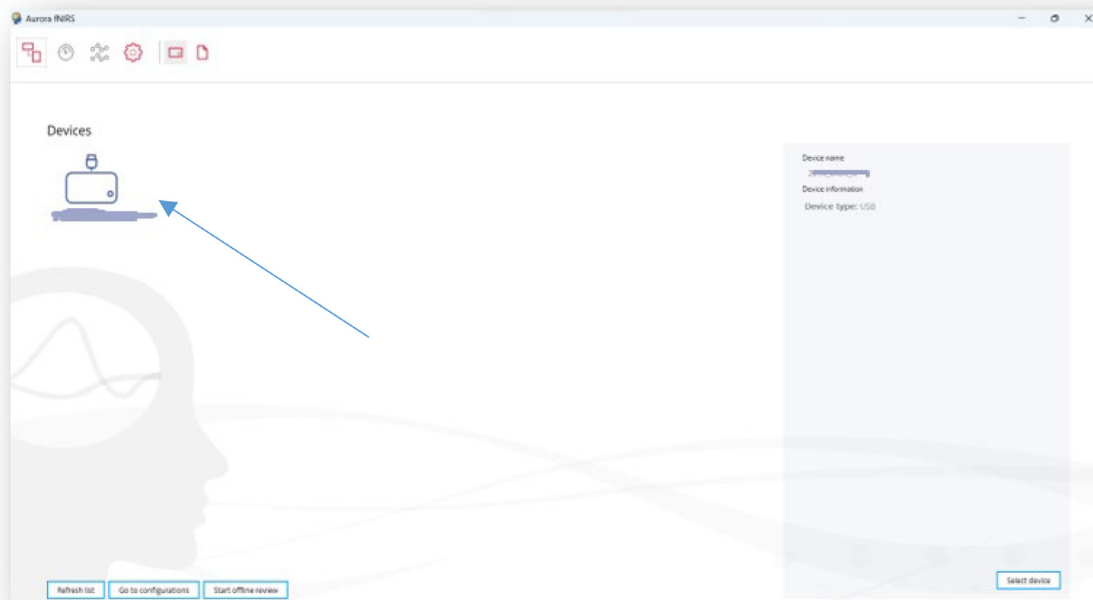 Aurora fNIRS
Devices
Device name
Device information
Device type: USB
Refresh list
Go to configurations
Start offline review
Select device